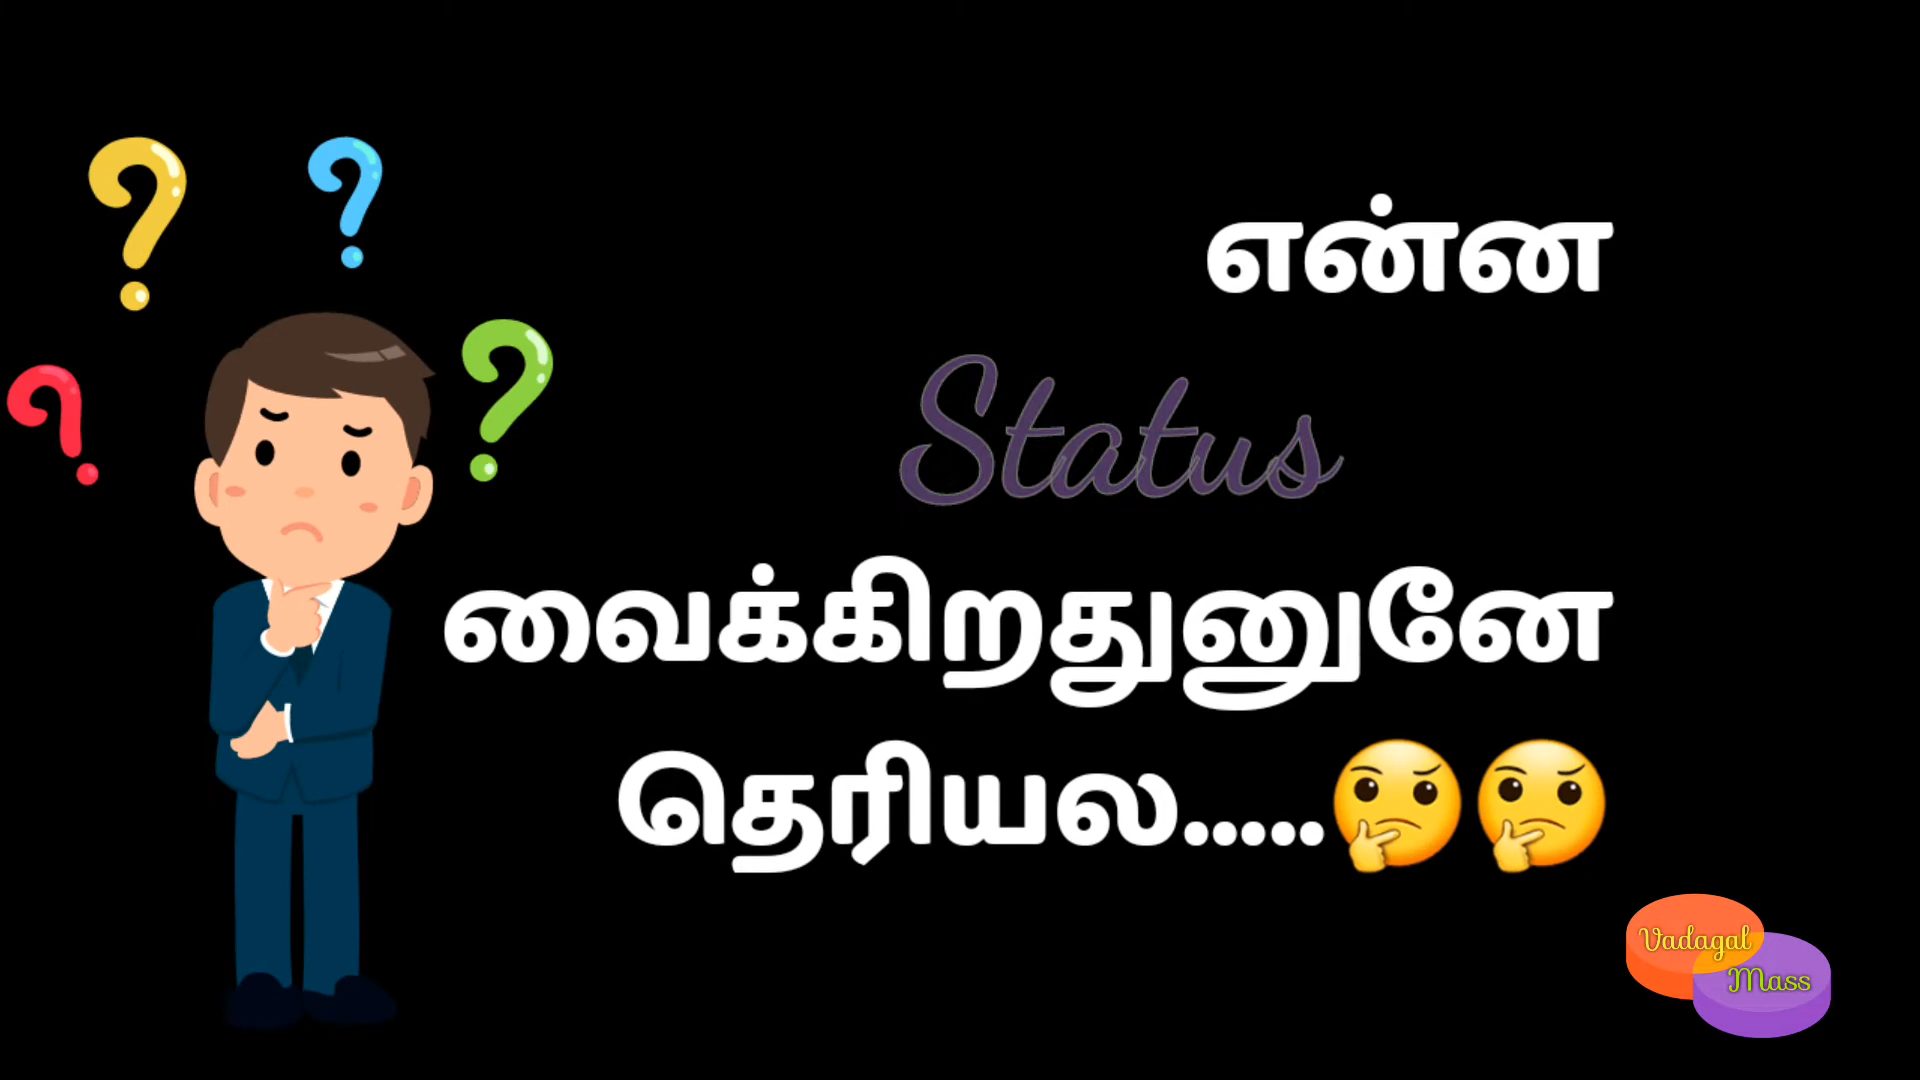 என்ன
Status
வைக்கிறதுனுனே
தெரியல.....🤔🤔
Vadagal
Mass